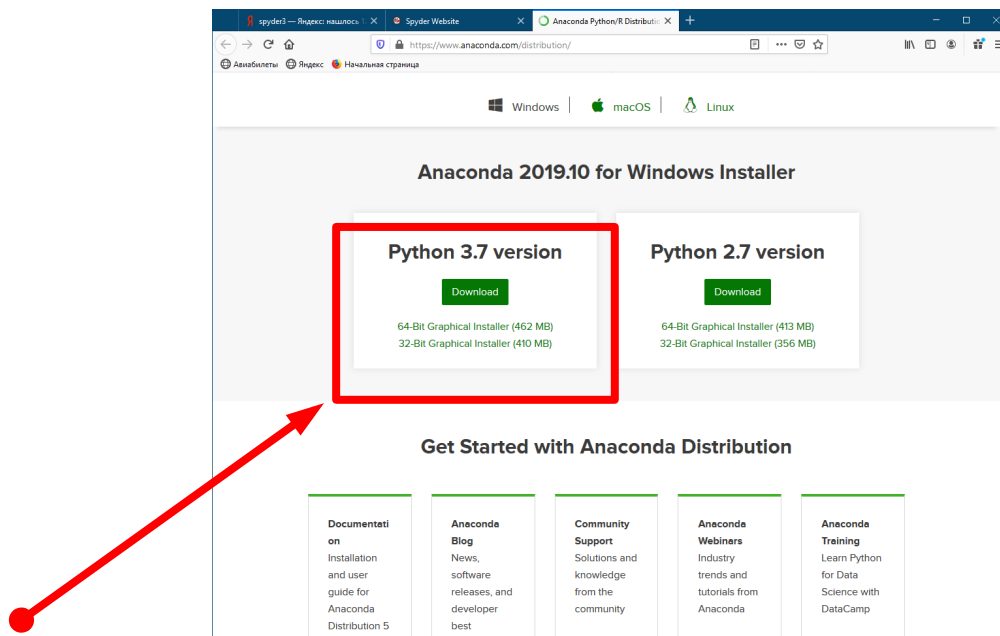 spyder3 — Яндекс: нашлось
Spyder Website
Anaconda Python/R Distributio
https://www.anaconda.com/distribution/
Авиабилеты
Яндекс
Начальная страница
Windows
macOS
Linux
Anaconda 2019.10 for Windows Installer
Python 3.7 version
Download
64-Bit Graphical Installer (462 MB)
32-Bit Graphical Installer (410 MB)
Python 2.7 version
Download
64-Bit Graphical Installer (413 MB)
32-Bit Graphical Installer (356 MB)
Get Started with Anaconda Distribution
Documentati
on
Installation
and user
guide for
Anaconda
Distribution 5
Anaconda
Blog
News,
software
releases, and
developer
best
Community
Support
Solutions and
knowledge
from the
community
Anaconda
Webinars
Industry
trends and
tutorials from
Anaconda
Anaconda
Training
Learn Python
for Data
Science with
DataCamp